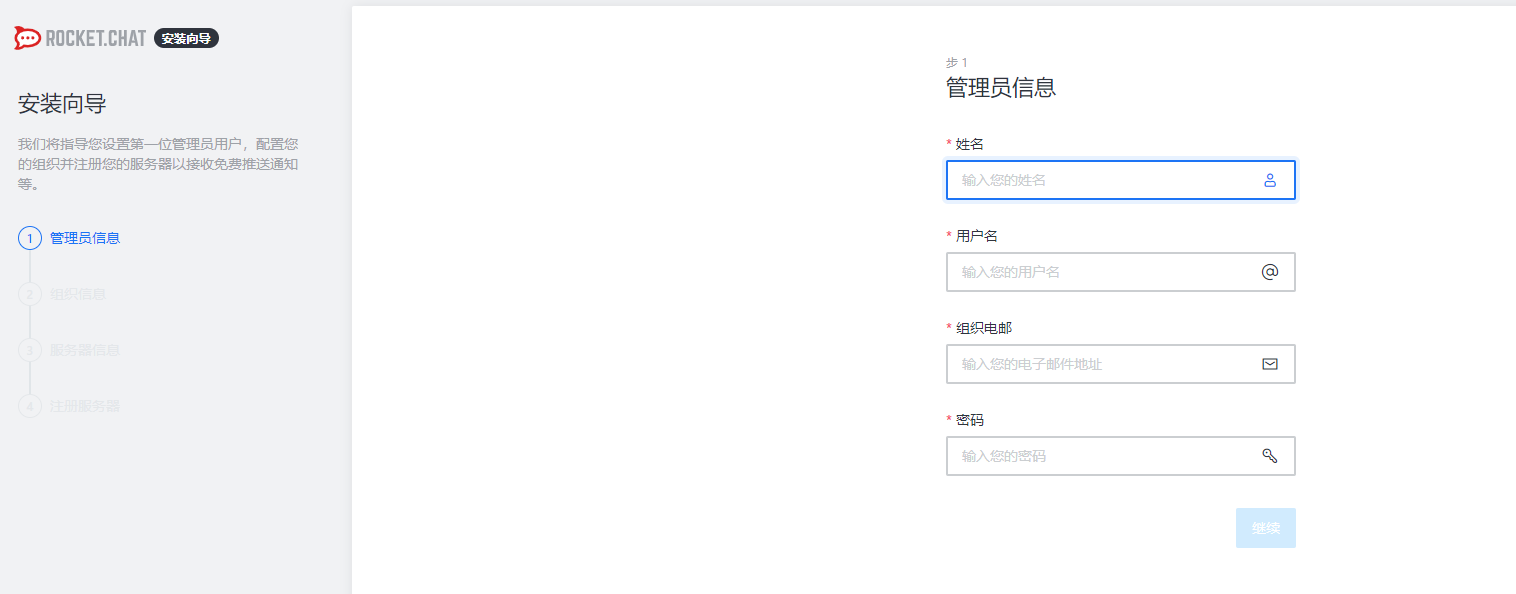 ROCKET.CHAT 安装向导
安装向导
我们将指导您设置第一位管理员用户，配置您
的组织并注册您的服务器以接收免费推送通知
等。
1 管理员信息
2 组织信息
3 服务器信息
4 注册服务器
步 1
管理员信息
* 姓名
输入您的姓名
* 用户名
输入您的用户名
* 组织电邮
输入您的电子邮件地址
* 密码
输入您的密码
继续